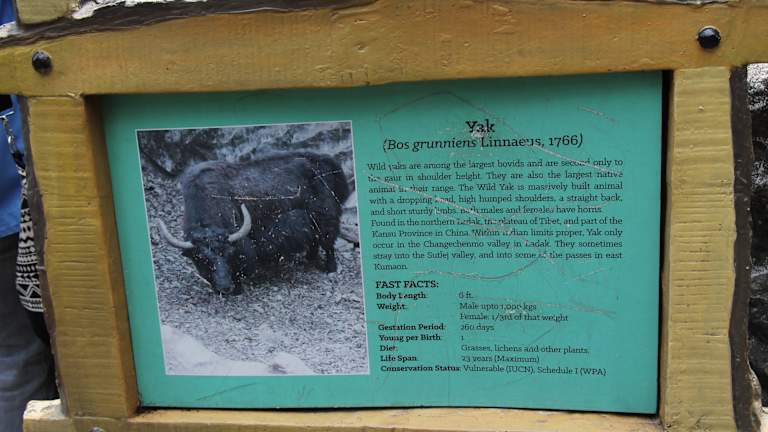 Yak
(Bos grunniens Linnaeus, 1766)
Wild yaks are among the largest bovids and are second only to
the gaur in shoulder height. They are also the largest native
animal in their range. The Wild Yak is massively built animal
with a dropping head, high humped shoulders, a straight back,
and short sturdy limbs. both males and females have horns.
Found in the northern Ladak, the plateau of Tibet, and part of the
Kansu Province in China. Within Indian limits proper, Yak only
occur in the Changechenmo valley in Ladak. They sometimes
stray into the Sutlej valley, and into some of the passes in east
Kumaon.
FAST FACTS:
Body Length: 6 ft.
Weight: Male upto 1,000 kgs
Female: 1/3rd of that weight
Gestation Period: 260 days
Young per Birth: 1
Diet: Grasses, lichens and other plants.
Life Span: 23 years (Maximum)
Conservation Status: Vulnerable (IUCN), Schedule I (WPA)